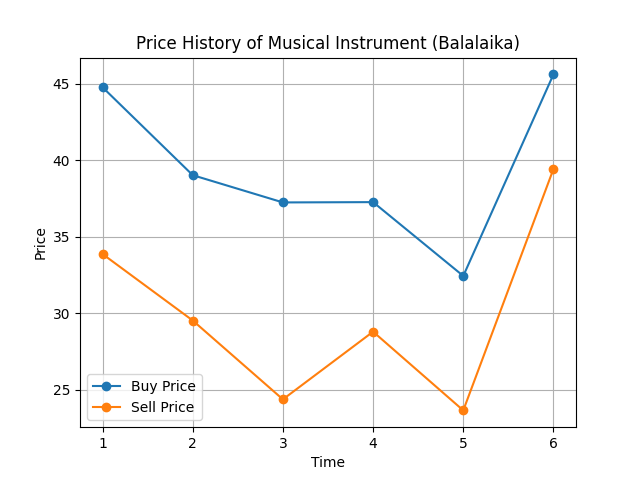 Price History of Musical Instrument (Balalaika)
45
40
35
30
25
Price
Buy Price
Sell Price
1 2 3 4 5 6
Time